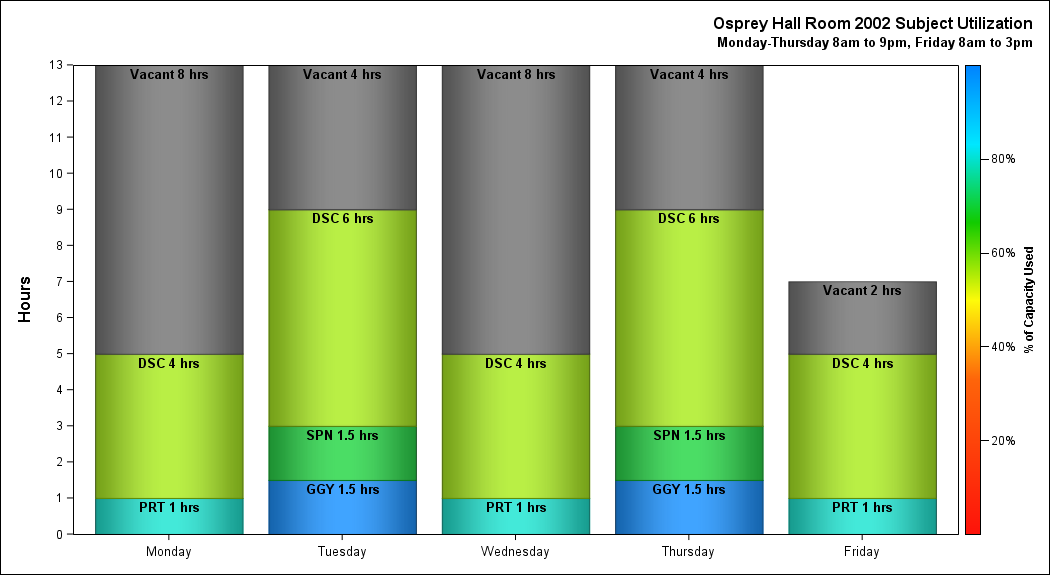 Osprey Hall Room 2002 Subject Utilization
Monday-Thursday 8am to 9pm, Friday 8am to 3pm
13
12
11
10
9
8
7
6
5
4
3
2
1
0
Hours
Vacant 8 hrs
DSC 4 hrs
PRT 1 hrs
Vacant 4 hrs
DSC 6 hrs
SPN 1.5 hrs
GGY 1.5 hrs
Vacant 8 hrs
DSC 4 hrs
PRT 1 hrs
Vacant 4 hrs
DSC 6 hrs
SPN 1.5 hrs
GGY 1.5 hrs
Vacant 2 hrs
DSC 4 hrs
PRT 1 hrs
Monday
Tuesday
Wednesday
Thursday
Friday
80%
60%
40%
20%
% of Capacity Used